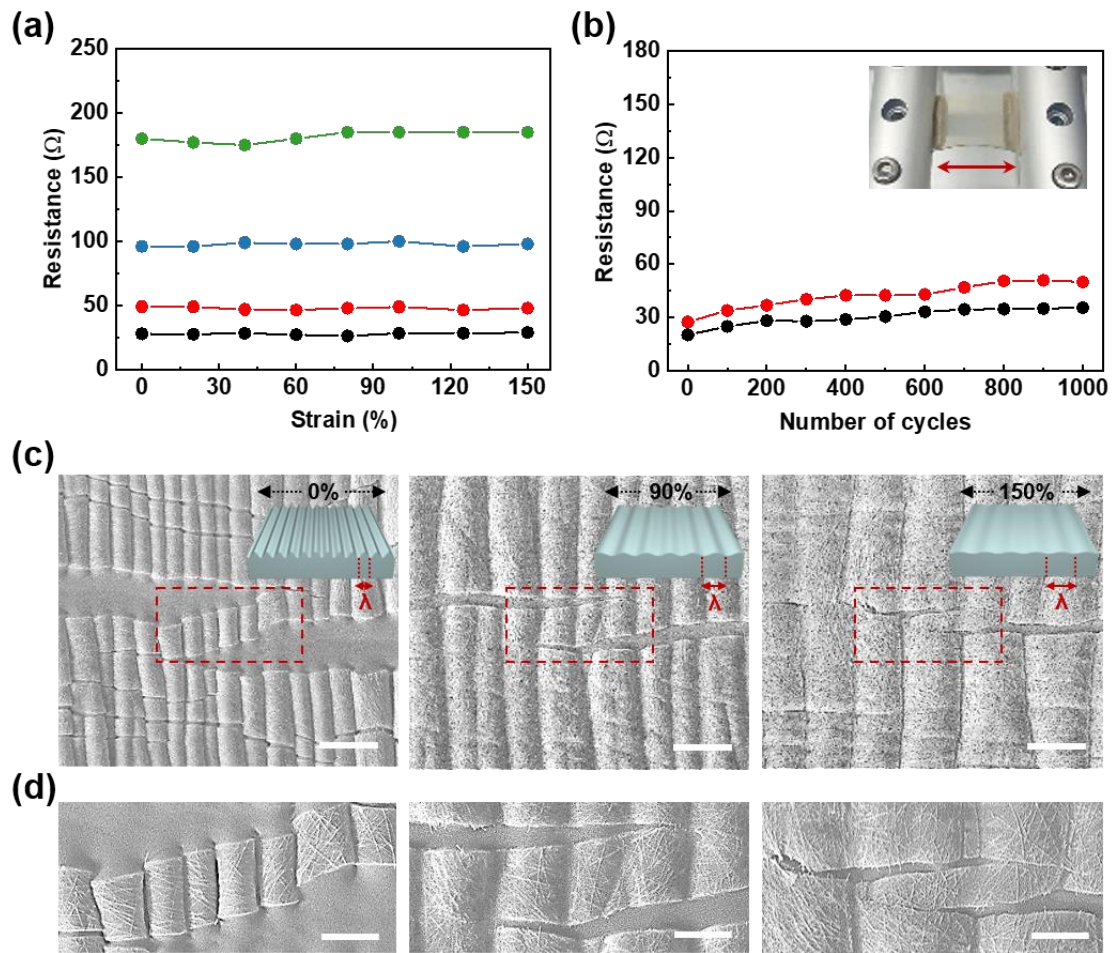 (a)
250
200
150
100
50
0
Resistance (Ω)
0 30 60 90 120 150
Strain (%)
(b)
180
150
120
90
60
30
0
Resistance (Ω)
0 200 400 600 800 1000
Number of cycles
(c)
0%
λ
90%
λ
150%
λ
(d)